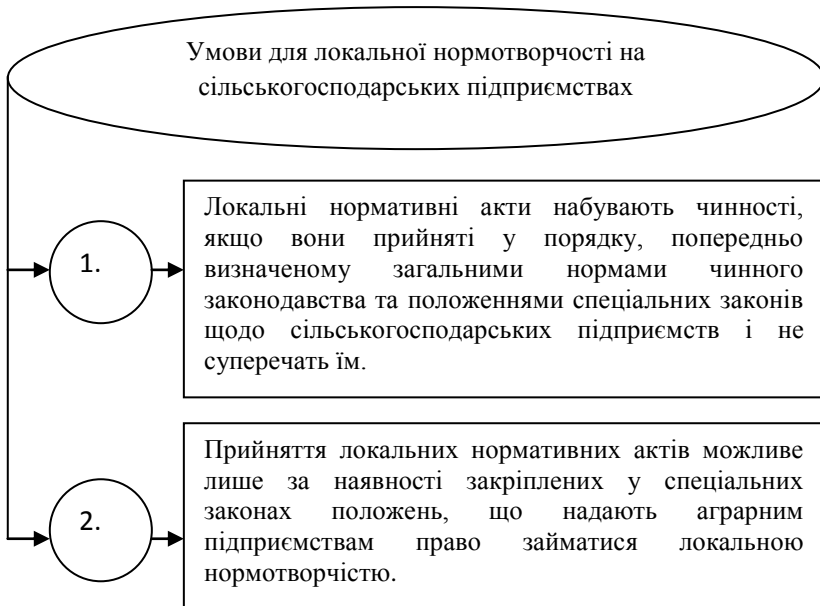 Умови для локальної нормотворчості на
сільськогосподарських підприємствах
1.
Локальні нормативні акти набувають чинності,
якщо вони прийняті у порядку, попередньо
визначеному загальними нормами чинного
законодавства та положеннями спеціальних законів
щодо сільськогосподарських підприємств і не
суперечать їм.
2.
Прийняття локальних нормативних актів можливе
лише за наявності закріплених у спеціальних
законах положень, що надають аграрним
підприємствам право займатися локальною
нормотворчістю.